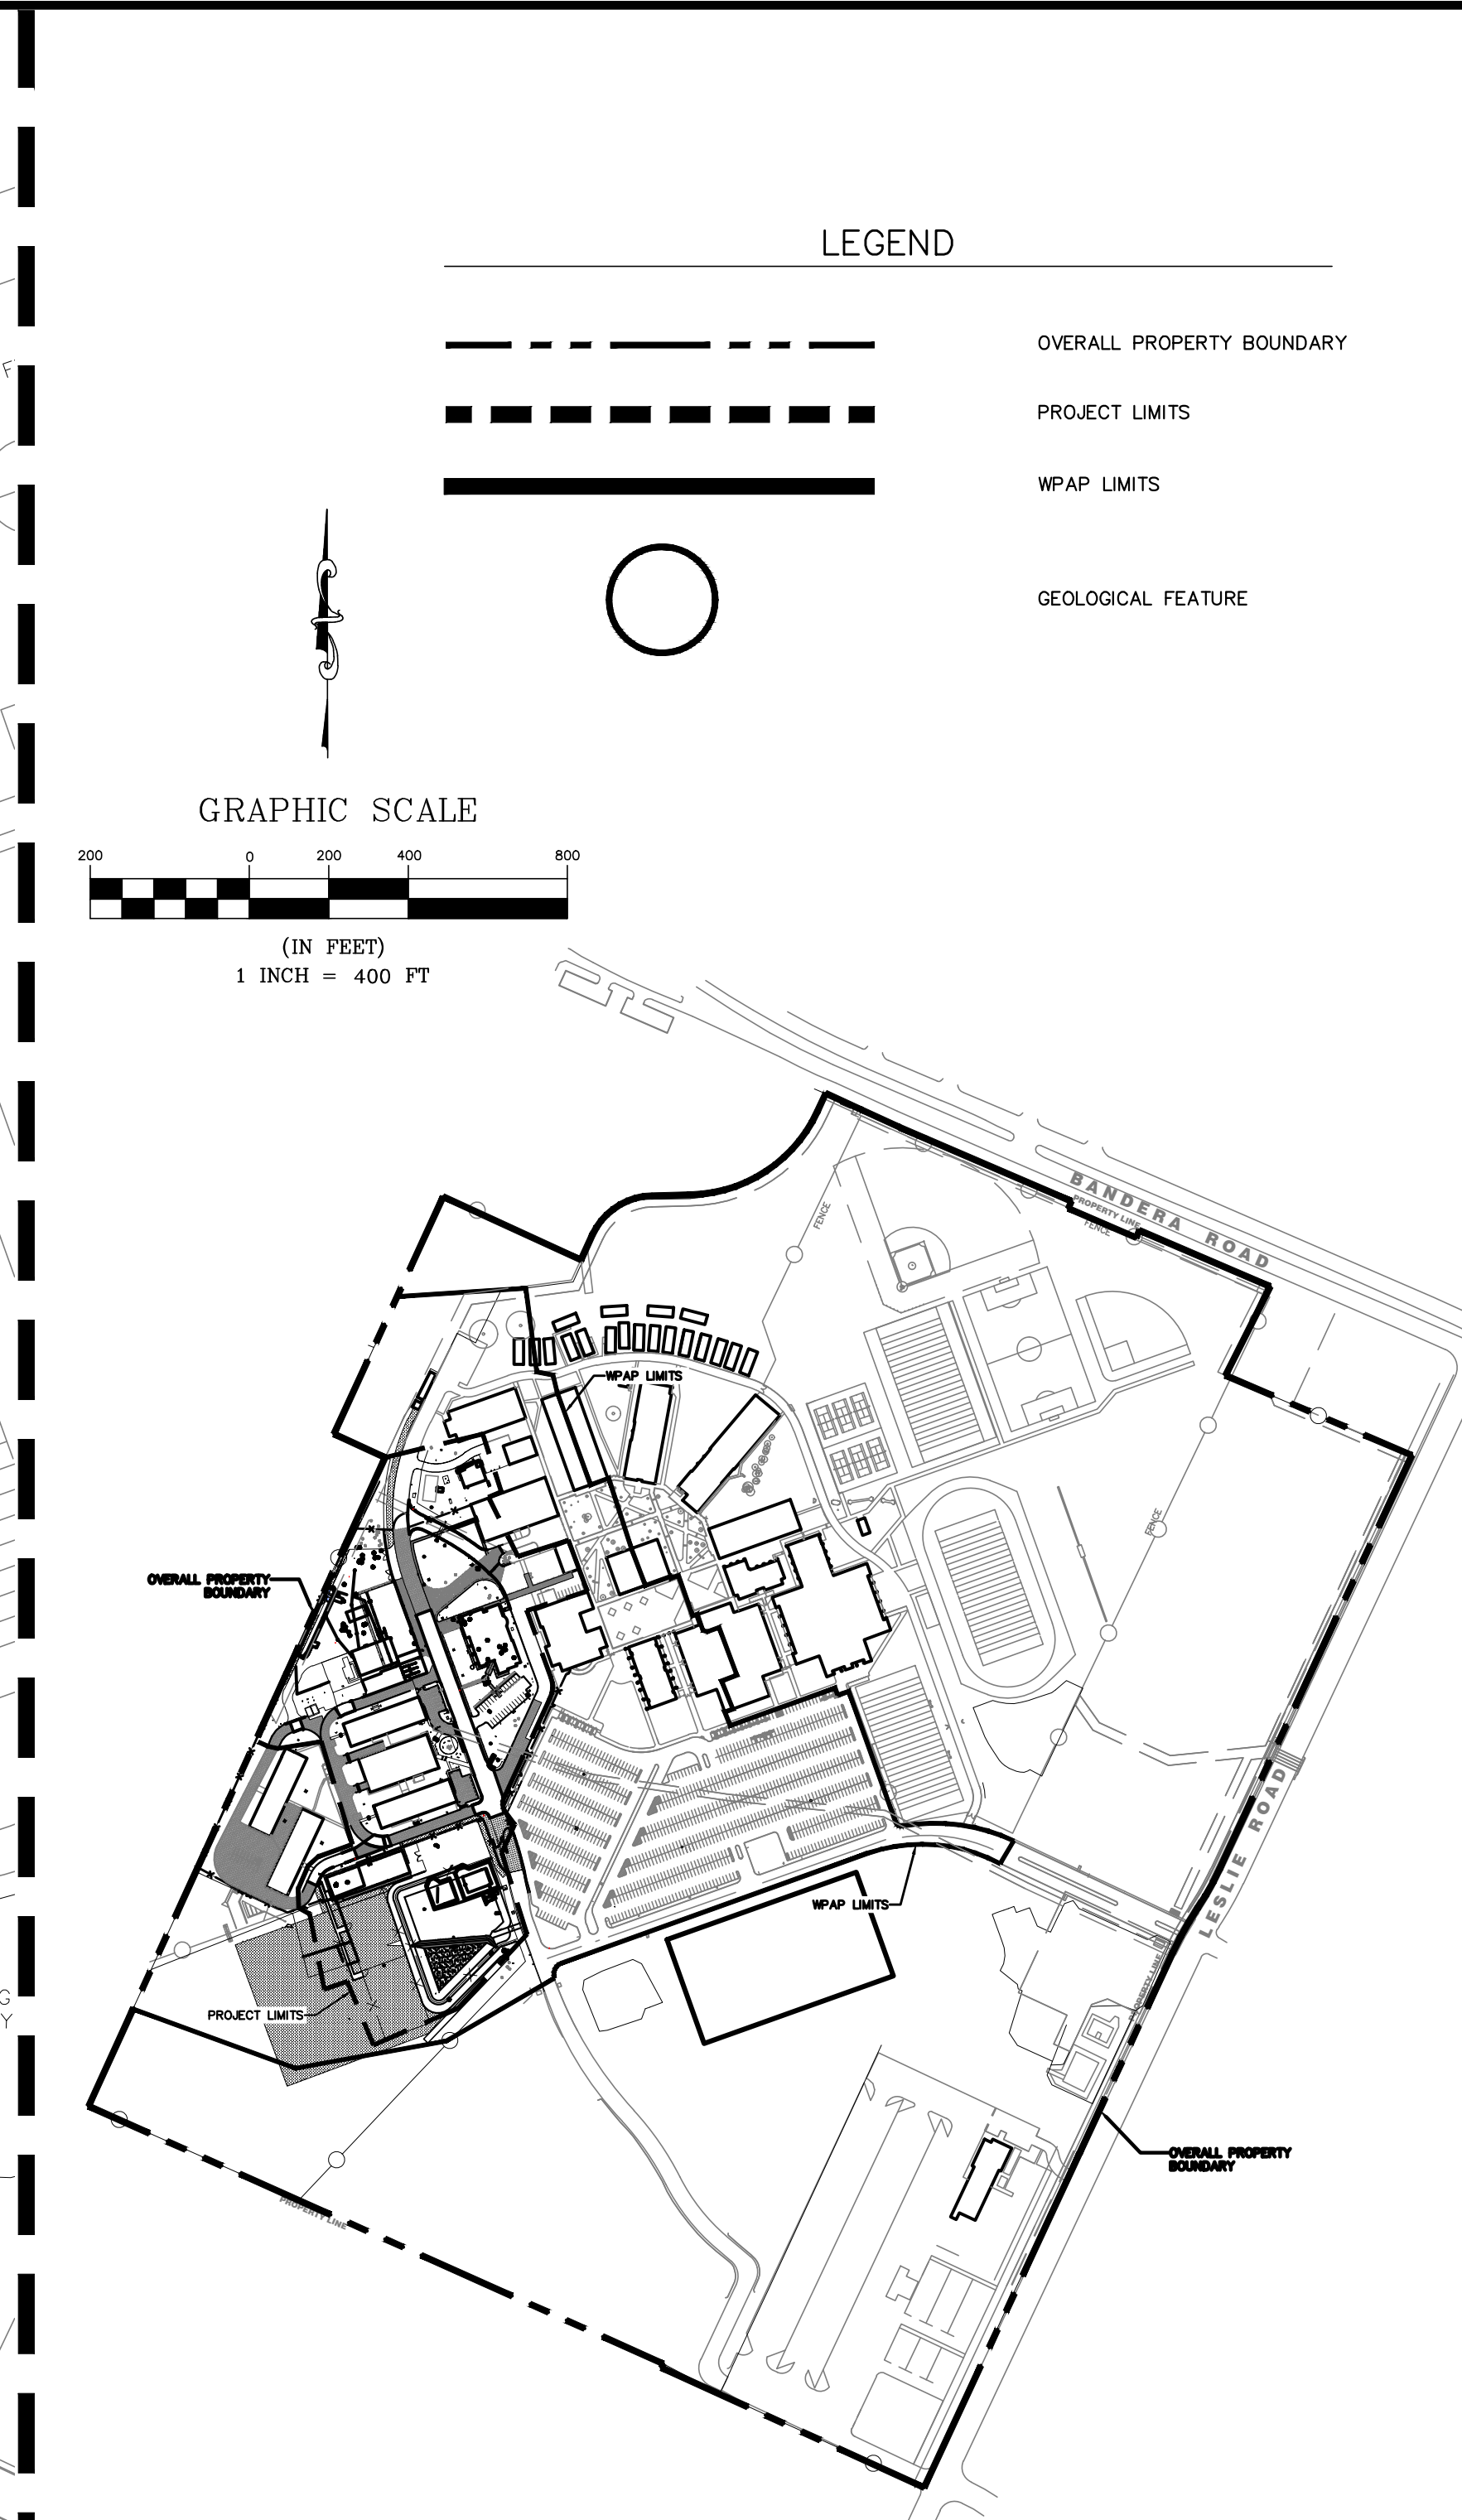 LEGEND
OVERALL PROPERTY BOUNDARY
PROJECT LIMITS
WPAP LIMITS
GEOLOGICAL FEATURE
F
GRAPHIC SCALE
200 0 200 400 800
(IN FEET)
1 INCH = 400 FT
BANDERA ROAD
PROPERTY LINE
FENCE
FENCE
WPAP LIMITS
FENCE
OVERALL PROPERTY
BOUNDARY
LESLIE ROAD
WPAP LIMITS
PROPERTY LINE
G
Y
PROJECT LIMITS
OVERALL PROPERTY
BOUNDARY
PROPERTY LINE